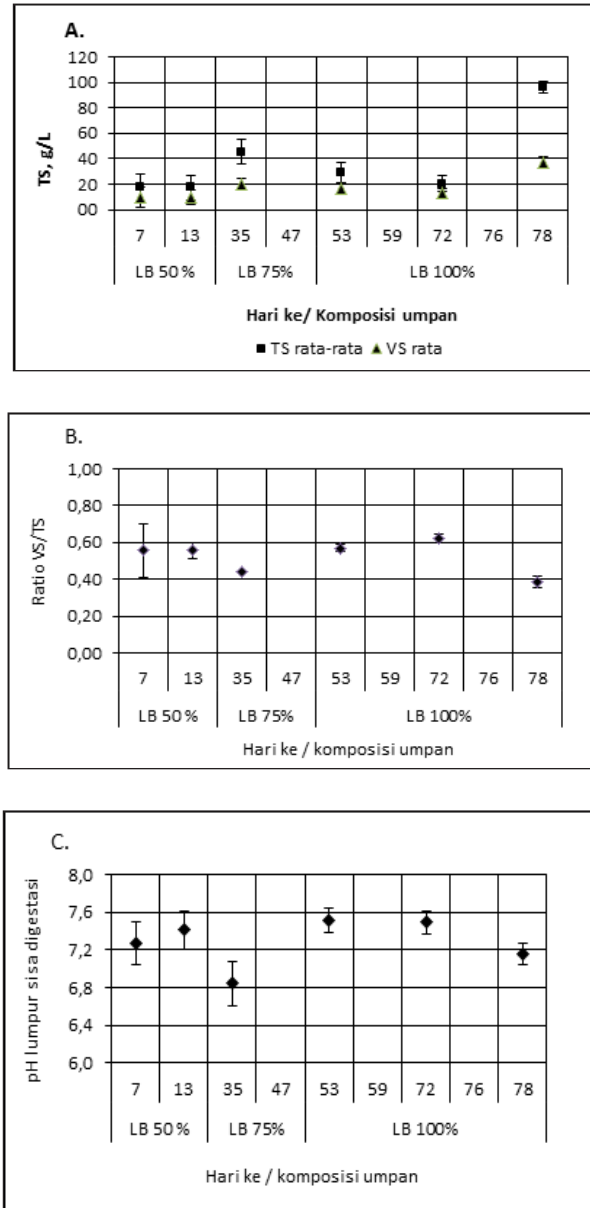 A.
TS, g/L
120
100
80
60
40
20
00
7 13 35 47 53 59 72 76 78
LB 50 % LB 75% LB 100%
Hari ke/ Komposisi umpan
TS rata-rata VS rata
B.
Ratio VS/TS
1,00
0,80
0,60
0,40
0,20
0,00
7 13 35 47 53 59 72 76 78
LB 50 % LB 75% LB 100%
Hari ke / komposisi umpan
C.
pH lumpur sisa digestasi
8,0
7,6
7,2
6,8
6,4
6,0
7 13 35 47 53 59 72 76 78
LB 50 % LB 75% LB 100%
Hari ke / komposisi umpan